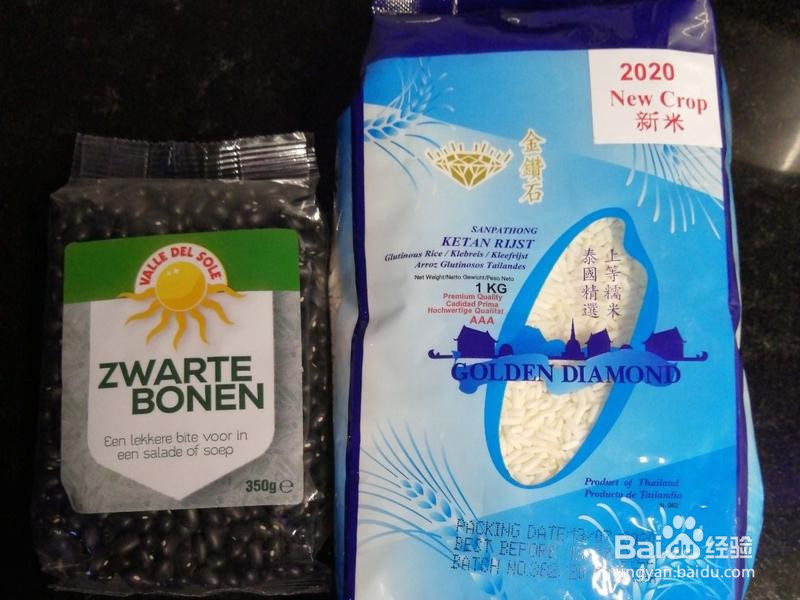 VALLE DEL SOLE
ZWARTE
BONEN
Een lekkere bite voor in
een salade of soep
350g e
2020
New Crop
新米
金鑽石
SANPATHONG
KETAN RIJST
Glutinous Rice / Klebreis / Kleefrijst
Arroz Glutinosos Tailandes
Net Weight/Netto Gewicht/Peso Neto
1 KG
Premium Quality
Cadidad Prima
Hochwertige Qualitat
AAA
上等糯米
泰國精選
GOLDEN DIAMOND
Product of Thailand
Producto de Tailandia
PACKING DATE
BEST BEFORE
BATCH NO.
Baidu 经验
jingyan.baidu.com